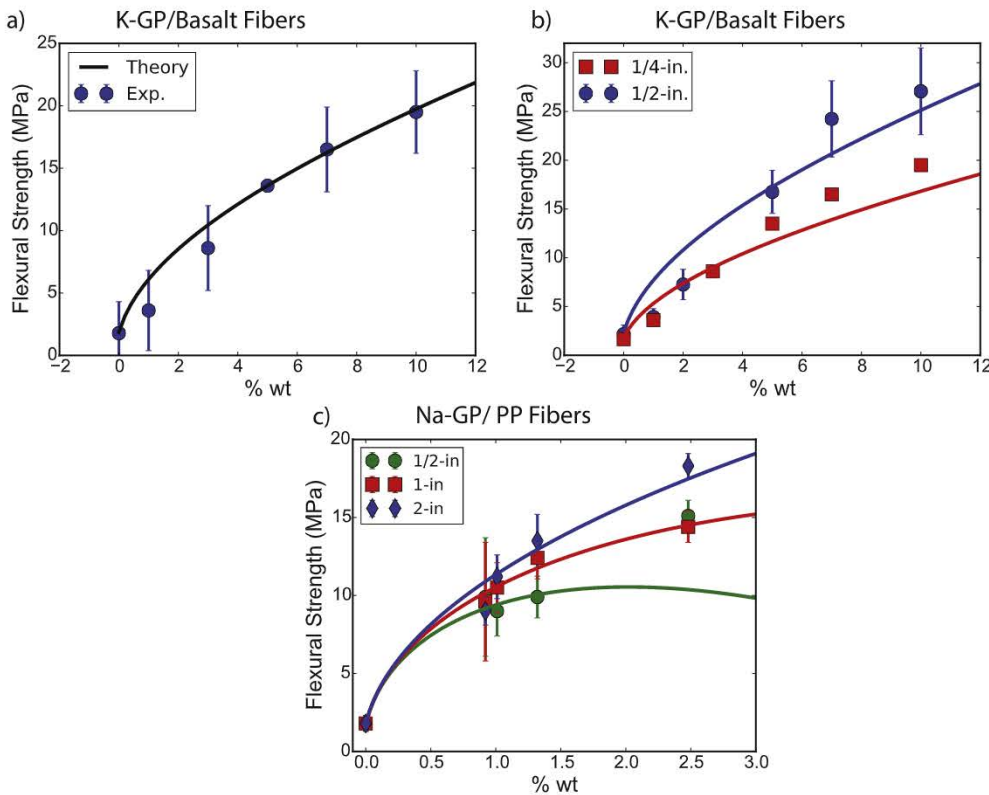 a)
K-GP/Basalt Fibers
25
20
15
10
5
0
Flexural Strength (MPa)
Theory
Exp.
−2
0
2
4
6
8
10
12
% wt
b)
K-GP/Basalt Fibers
30
25
20
15
10
5
0
Flexural Strength (MPa)
1/4-in.
1/2-in.
−2
0
2
4
6
8
10
12
% wt
c)
Na-GP/ PP Fibers
20
15
10
5
0
Flexural Strength (MPa)
1/2-in
1-in
2-in
0.0
0.5
1.0
1.5
2.0
2.5
3.0
% wt